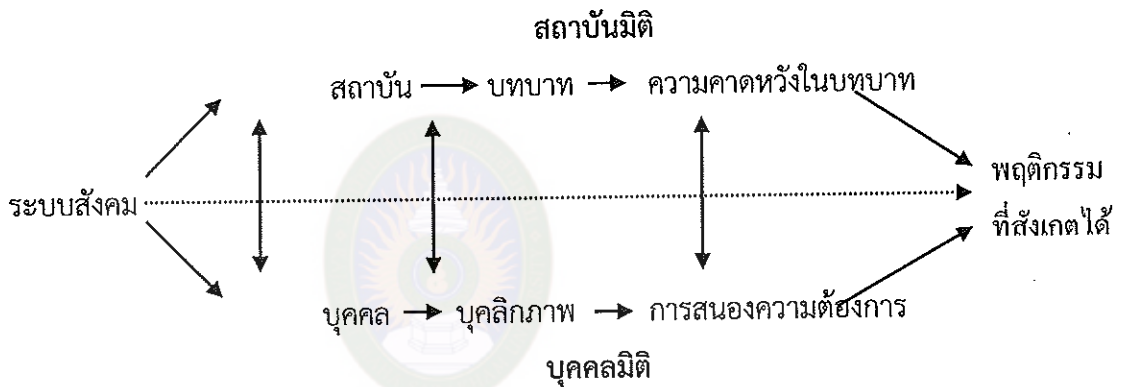 สถาบันมิติ
สถาบัน บทบาท ความคาดหวังในบทบาท
พฤติกรรม
ระบบสังคม
ที่สังเกตได้
บุคคล บุคลิกภาพ การสนองความต้องการ
บุคคลมิติ